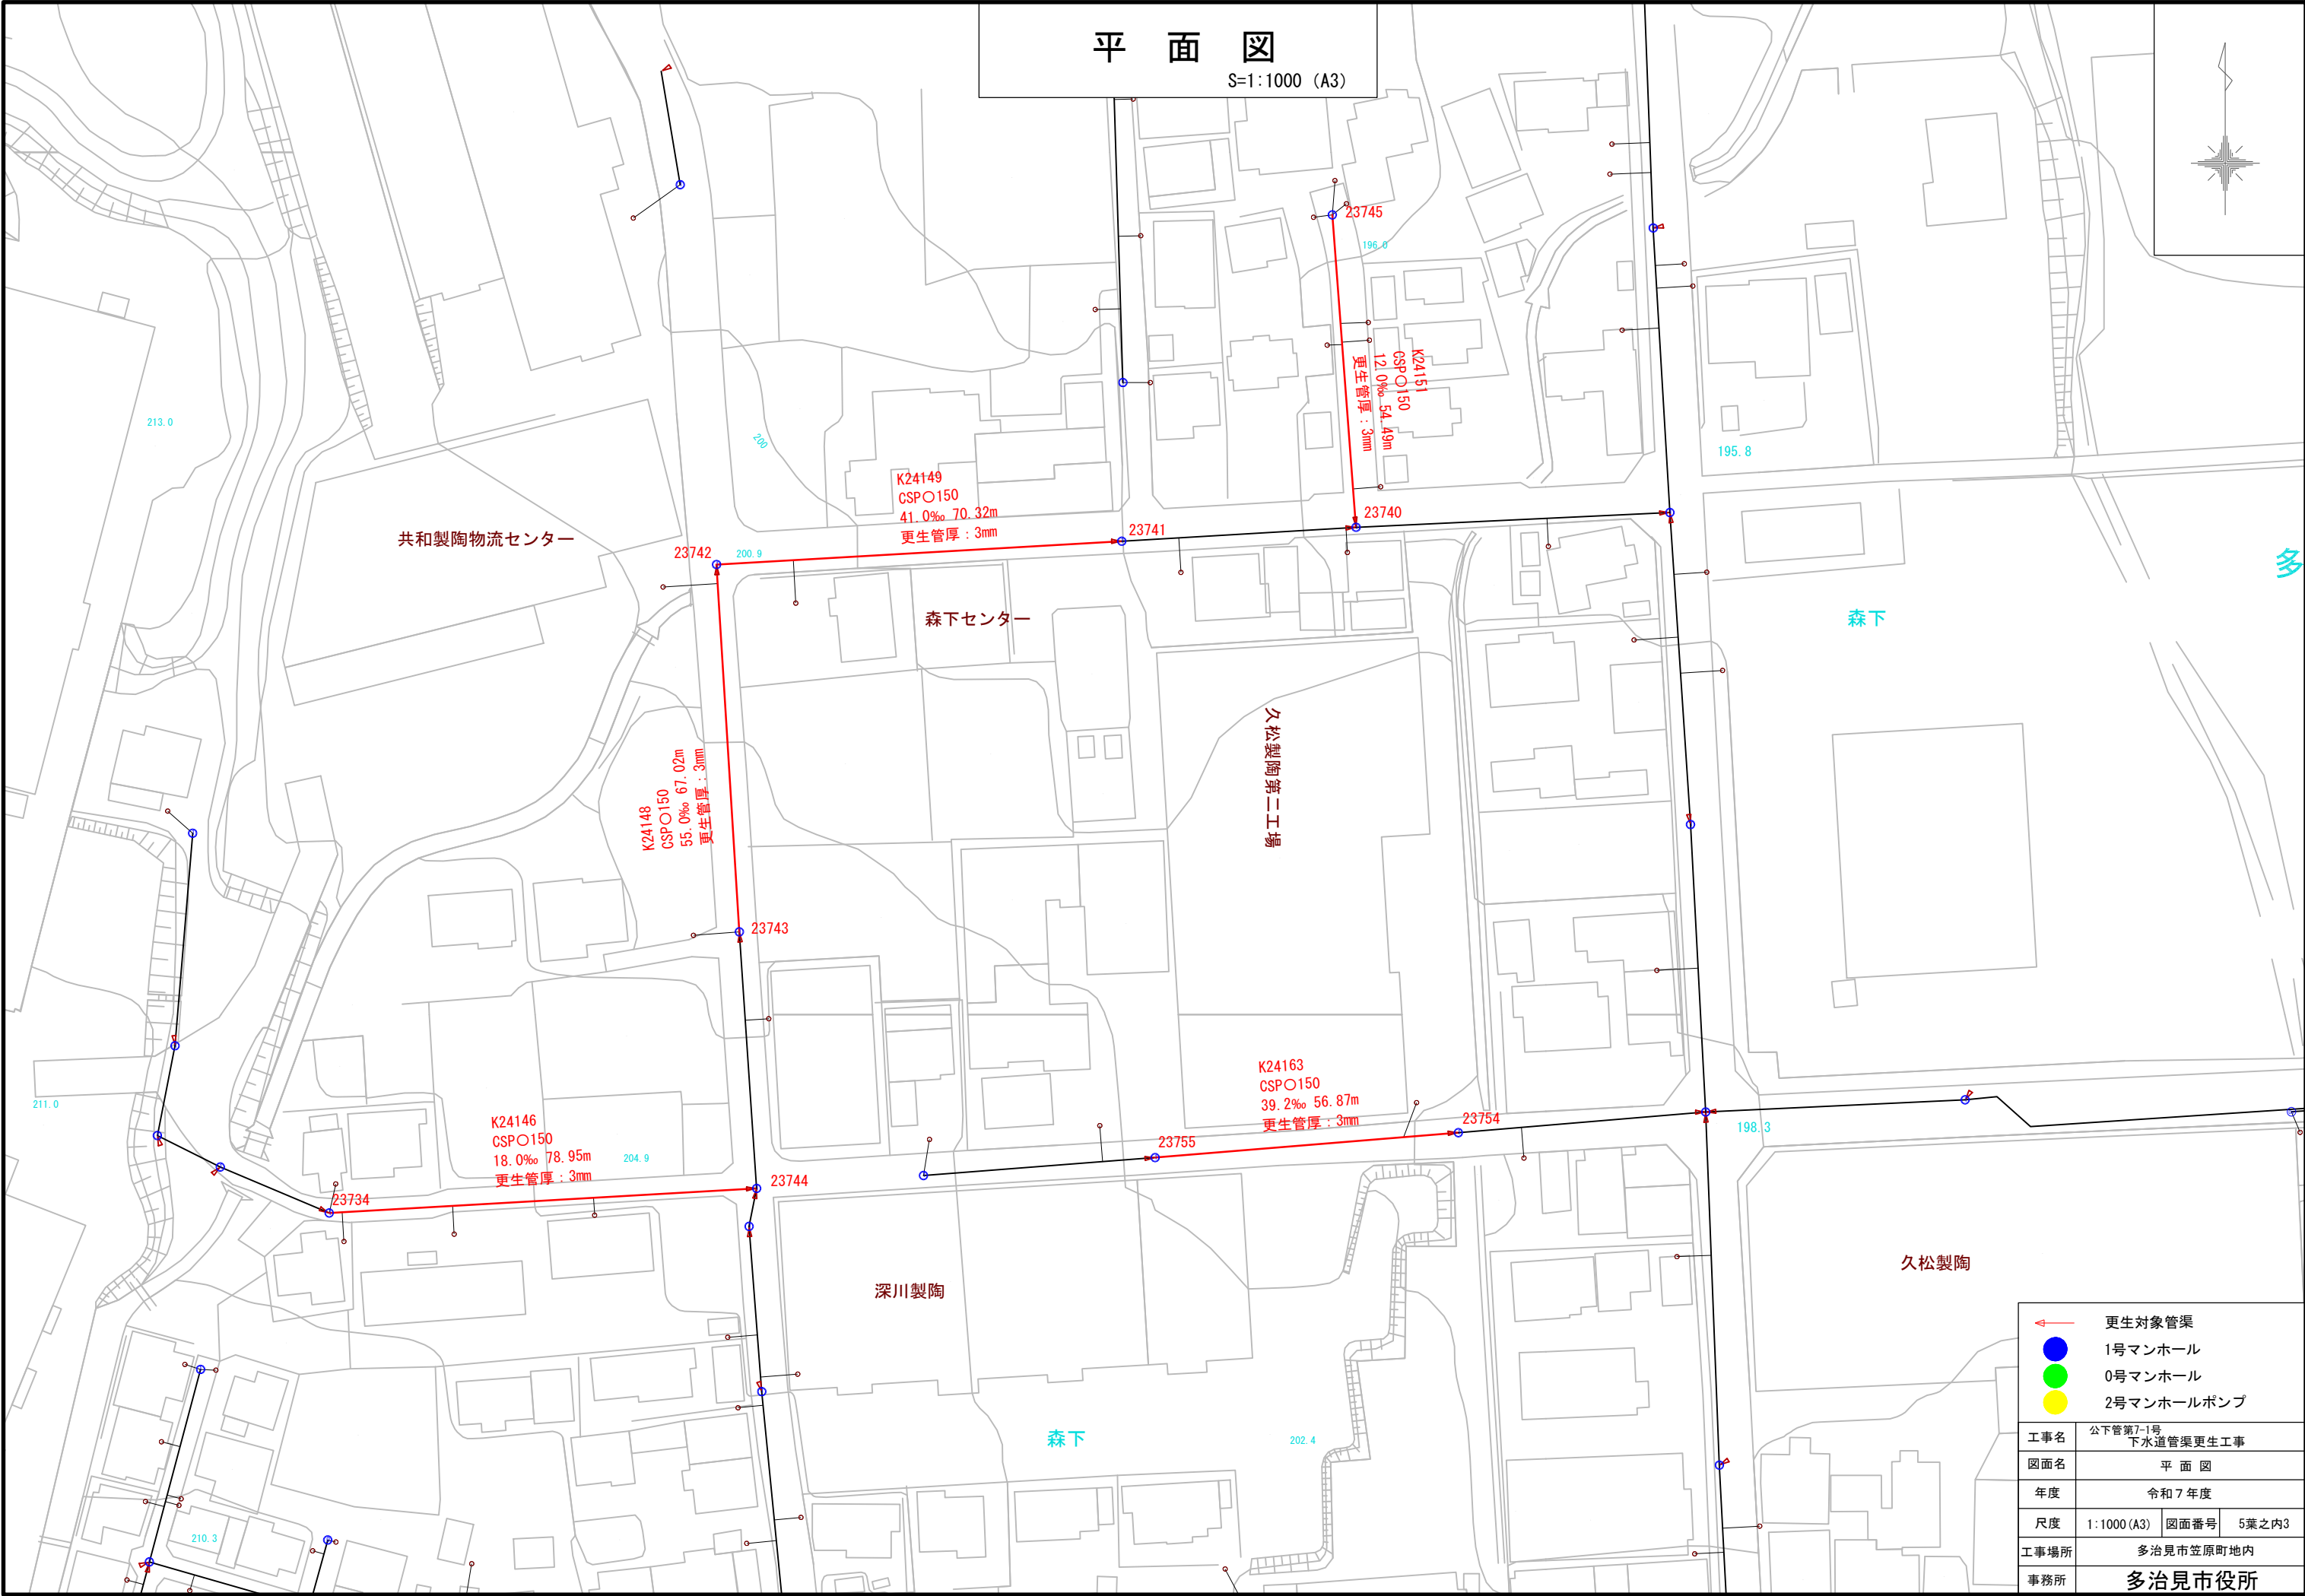 平 面 図
S=1:1000 (A3)
23745
196.0
K24151
CSP○150
12.0‰ 54.49m
更生管厚：3mm
213.0
200
195.8
K24149
CSP○150
41.0‰ 70.32m
更生管厚：3mm
共和製陶物流センター
23742
200.9
23741
23740
森下センター
森下
多
久松製陶第二工場
K24148
CSP○150
55.0‰ 67.02m
更生管厚：3mm
23743
211.0
K24146
CSP○150
18.0‰ 78.95m
更生管厚：3mm
204.9
23734
23744
K24163
CSP○150
39.2‰ 56.87m
更生管厚：3mm
23755
23754
198.3
深川製陶
久松製陶
森下
202.4
210.3
更生対象管渠
1号マンホール
0号マンホール
2号マンホールポンプ
工事名 公下管第7-1号
下水道管渠更生工事
図面名 平 面 図
年度 令和７年度
尺度 1:1000(A3) 図面番号 5葉之内3
工事場所 多治見市笠原町地内
事務所 多治見市役所